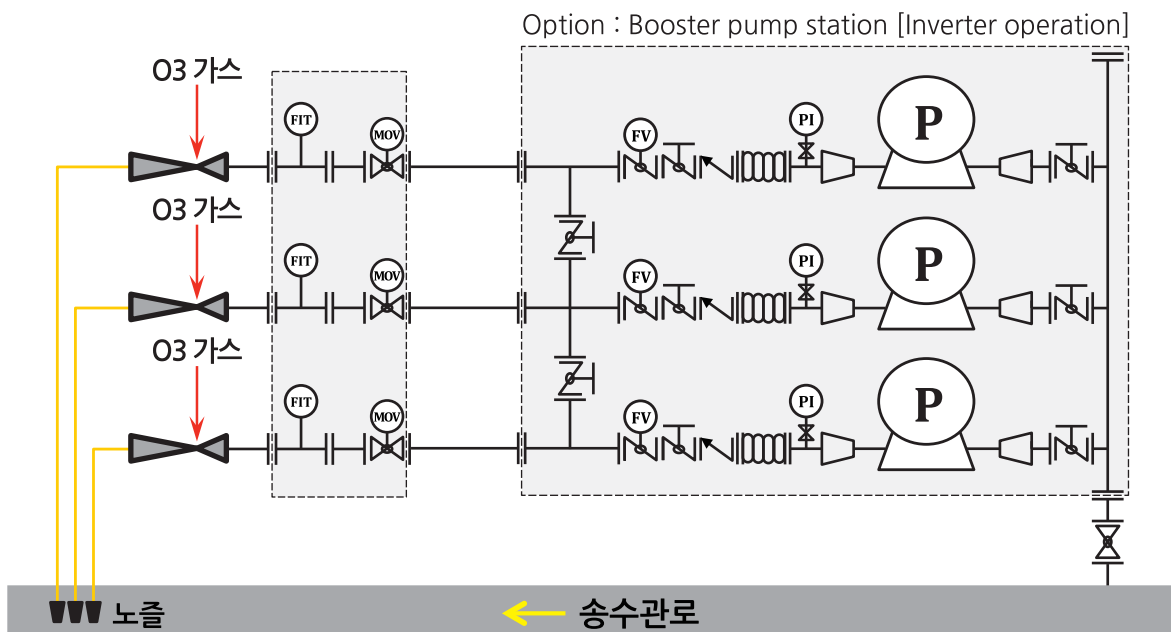 Option : Booster pump station [Inverter operation]
O3 가스
FIT
MOV
FV
PI
P
O3 가스
FIT
MOV
FV
PI
P
O3 가스
FIT
MOV
FV
PI
P
노즐
송수관로